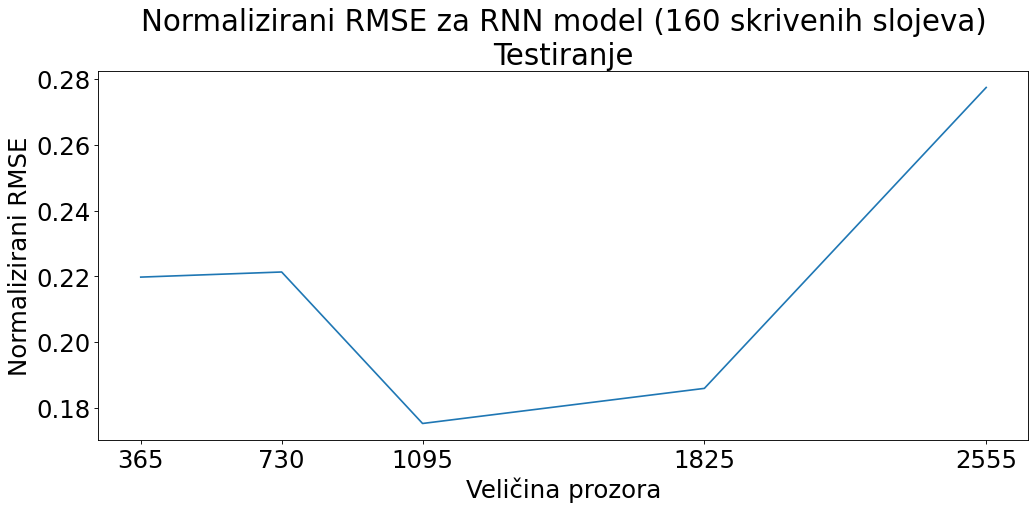 Normalizirani RMSE za RNN model (160 skrivenih slojeva)
Testiranje
Normalizirani RMSE
0.28
0.26
0.24
0.22
0.20
0.18
365 730 1095 1825 2555
Veličina prozora